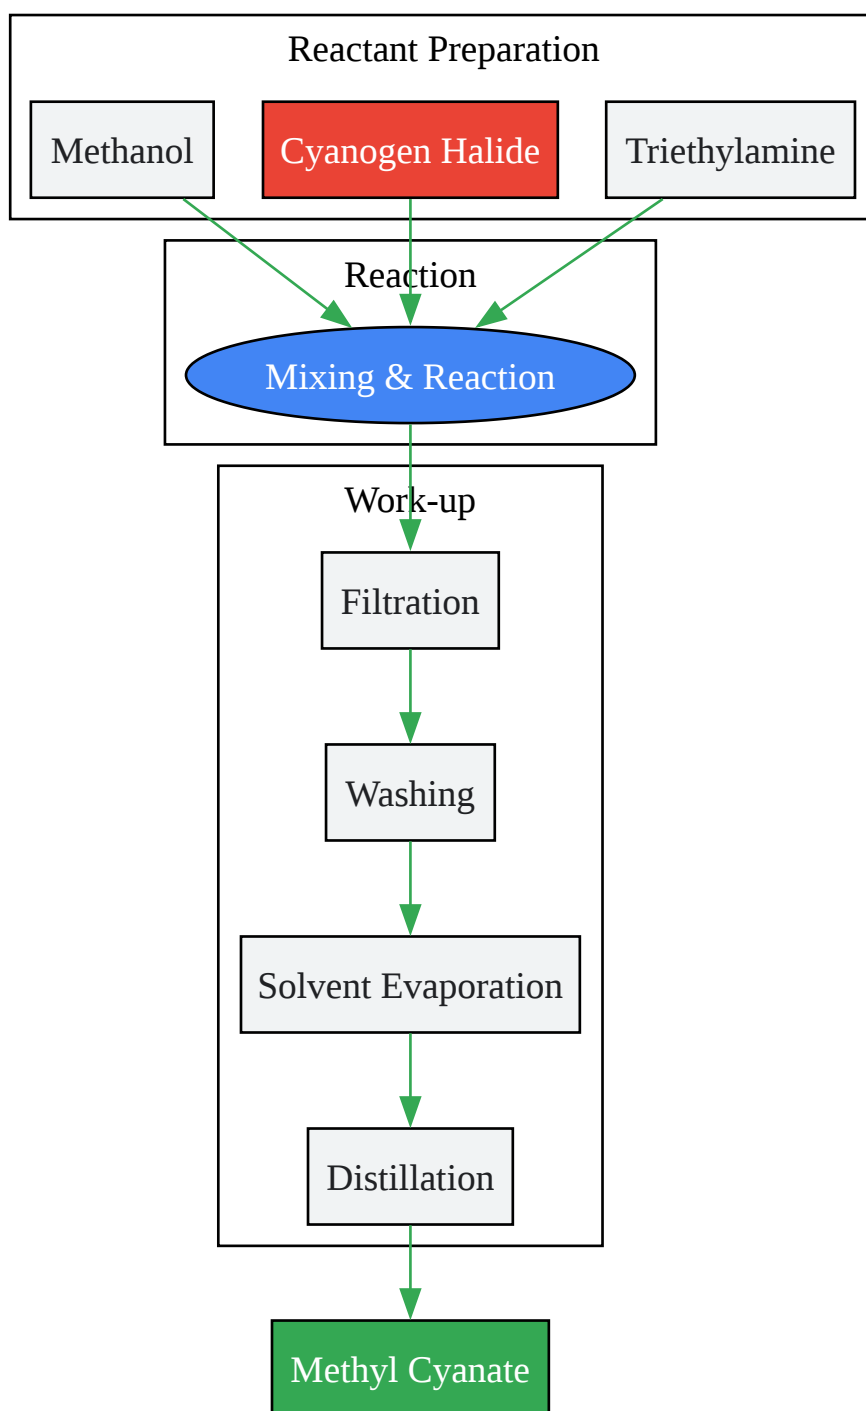 Reactant Preparation
Methanol
Cyanogen Halide
Triethylamine
Reaction
Mixing & Reaction
Work-up
Filtration
Washing
Solvent Evaporation
Distillation
Methyl Cyanate